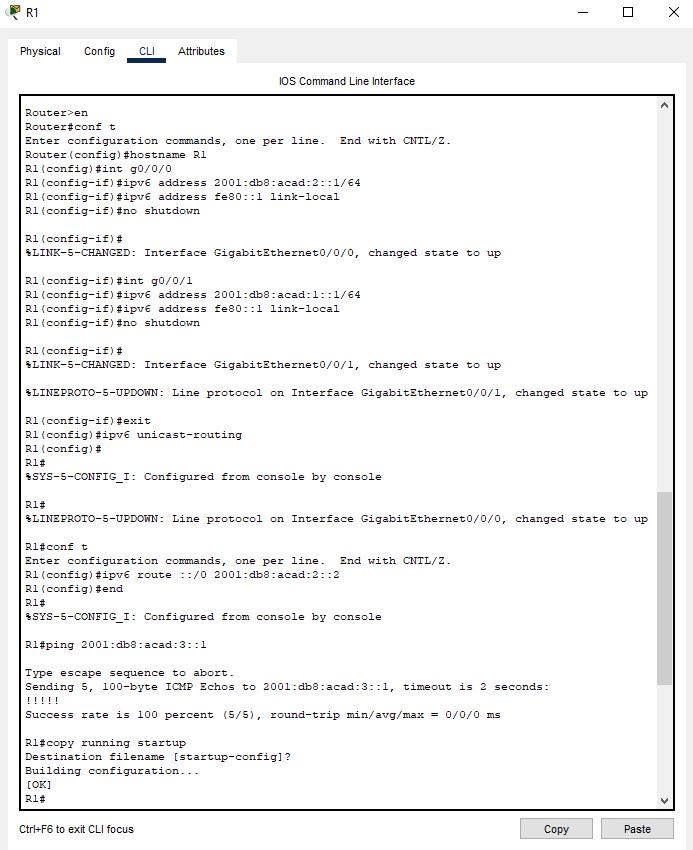 R1
Physical Config CLI Attributes
IOS Command Line Interface
Router>en
Router#conf t
Enter configuration commands, one per line.  End with CNTL/Z.
Router(config)#hostname R1
R1(config)#int g0/0/0
R1(config-if)#ipv6 address 2001:db8:acad:2::1/64
R1(config-if)#ipv6 address fe80::1 link-local
R1(config-if)#no shutdown
R1(config-if)#
%LINK-5-CHANGED: Interface GigabitEthernet0/0/0, changed state to up
R1(config-if)#int g0/0/1
R1(config-if)#ipv6 address 2001:db8:acad:1::1/64
R1(config-if)#ipv6 address fe80::1 link-local
R1(config-if)#no shutdown
R1(config-if)#
%LINK-5-CHANGED: Interface GigabitEthernet0/0/1, changed state to up
%LINEPROTO-5-UPDOWN: Line protocol on Interface GigabitEthernet0/0/1, changed state to up
R1(config-if)#exit
R1(config)#ipv6 unicast-routing
R1(config)#
R1#
%SYS-5-CONFIG_I: Configured from console by console
R1#
%LINEPROTO-5-UPDOWN: Line protocol on Interface GigabitEthernet0/0/0, changed state to up
R1#conf t
Enter configuration commands, one per line.  End with CNTL/Z.
R1(config)#ipv6 route ::/0 2001:db8:acad:2::2
R1(config)#end
R1#
%SYS-5-CONFIG_I: Configured from console by console
R1#ping 2001:db8:acad:3::1
Type escape sequence to abort.
Sending 5, 100-byte ICMP Echos to 2001:db8:acad:3::1, timeout is 2 seconds:
!!!!!
Success rate is 100 percent (5/5), round-trip min/avg/max = 0/0/0 ms
R1#copy running startup
Destination filename [startup-config]?
Building configuration...
[OK]
R1#
Ctrl+F6 to exit CLI focus Copy Paste